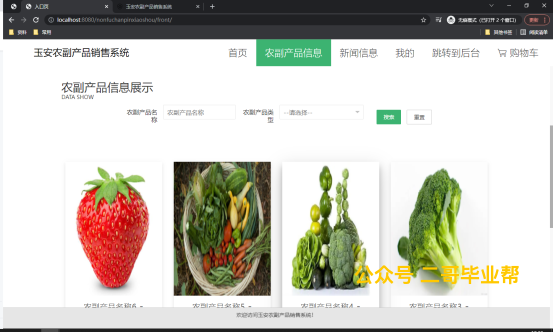 入口页
玉安农副产品销售系统
localhost:8080/nonfuchanpinxiaoshou/front/
无痕模式（已打开 2 个窗口）
更新
资料 常用
其他书签 阅读清单
玉安农副产品销售系统
首页 农副产品信息 新闻信息 我的 跳转到后台 购物车
农副产品信息展示
DATA SHOW
农副产品名称 农副产品名称 农副产品类型 --请选择-- 搜索 重置
公众号 二哥毕业帮
农副产品名称6 农副产品名称5 农副产品名称4 农副产品名称3
欢迎访问玉安农副产品销售系统！